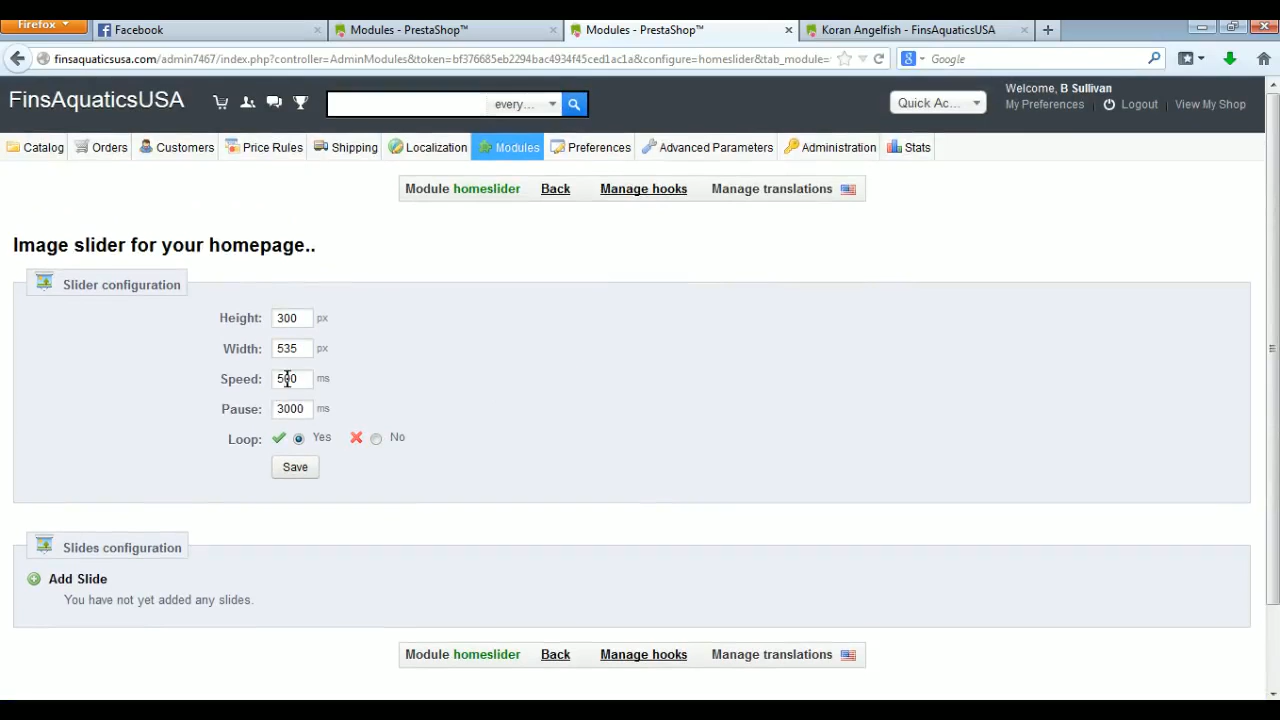 Firefox
Facebook
Modules - PrestaShop™
Modules - PrestaShop™
Koran Angelfish - FinsAquaticsUSA
finsaquaticsusa.com/admin7467/index.php?controller=AdminModules&token=bf376685eb2294bac4934f45ced1ac1a&configure=homeslider&tab_module=
Google
FinsAquaticsUSA
every...
Quick Ac...
Welcome, B Sullivan
My Preferences
Logout
View My Shop
Catalog
Orders
Customers
Price Rules
Shipping
Localization
Modules
Preferences
Advanced Parameters
Administration
Stats
Module homeslider Back Manage hooks Manage translations
Image slider for your homepage..
Slider configuration
Height: 300 px
Width: 535 px
Speed: 500 ms
Pause: 3000 ms
Loop: Yes No
Save
Slides configuration
Add Slide
You have not yet added any slides.
Module homeslider Back Manage hooks Manage translations